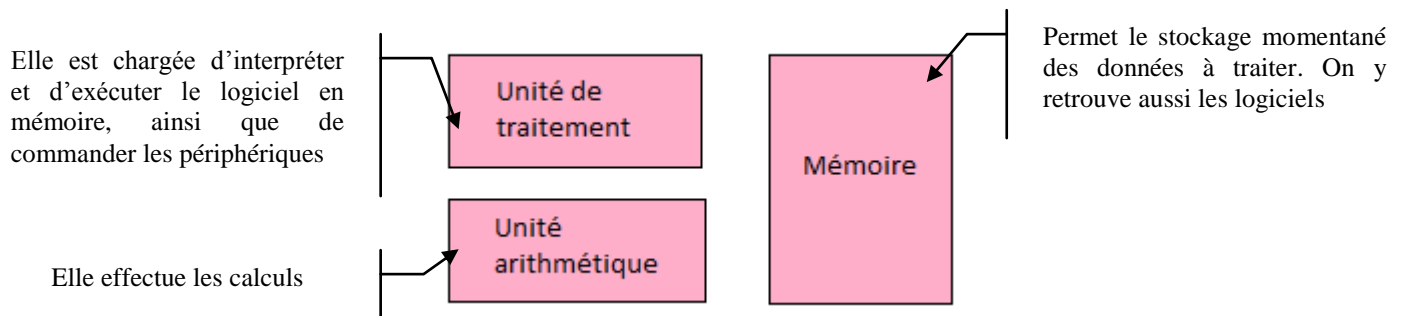 Elle est chargée d’interpréter
et d’exécuter le logiciel en
mémoire, ainsi que de
commander les périphériques
Unité de
traitement
Unité
arithmétique
Elle effectue les calculs
Mémoire
Permet le stockage momentané
des données à traiter. On y
retrouve aussi les logiciels